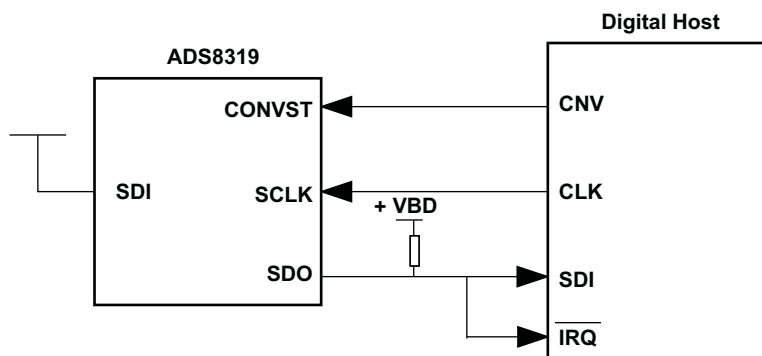 Digital Host
ADS8319
CONVST
CNV
SDI
SCLK
CLK
+ VBD
SDO
SDI
IRQ